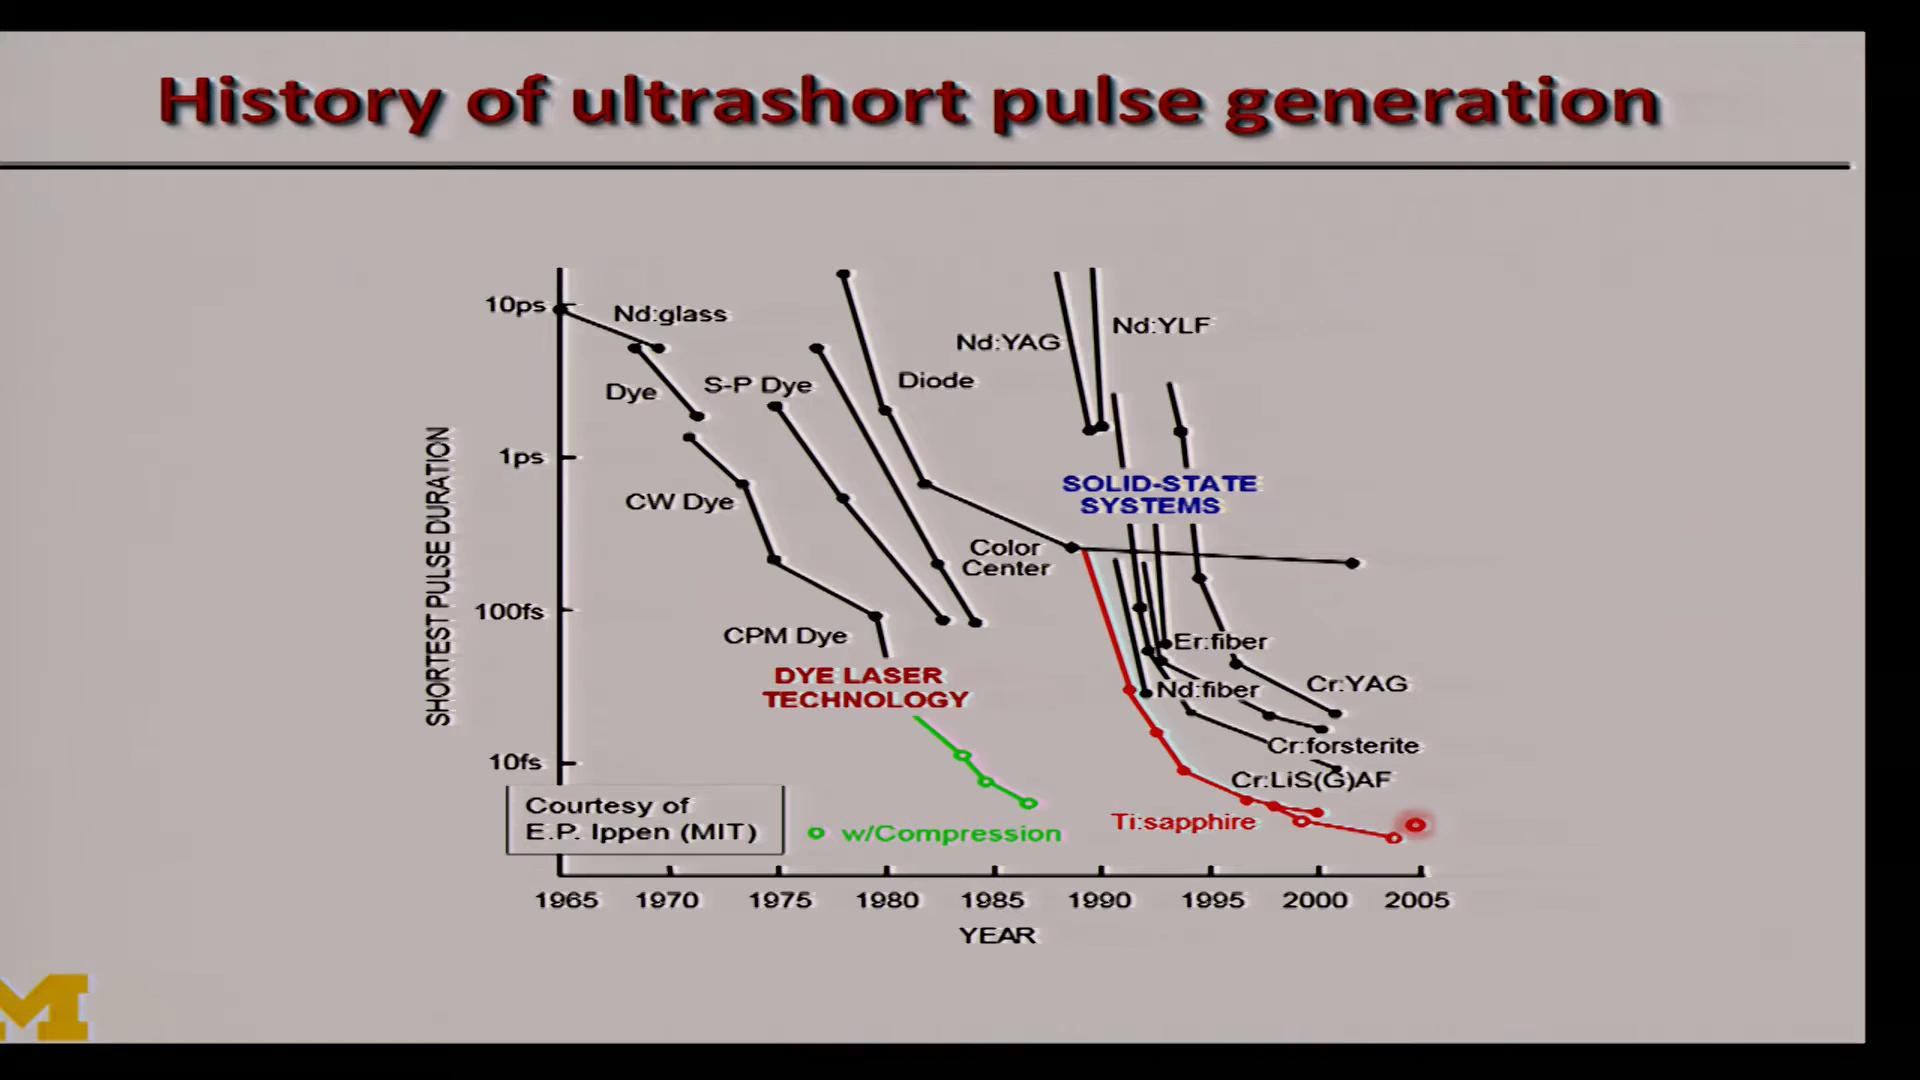 History of ultrashort pulse generation
SHORTEST PULSE DURATION
10ps
1ps
100fs
10fs
Nd:glass
Dye
S-P Dye
Diode
Nd:YAG
Nd:YLF
CW Dye
SOLID-STATE
SYSTEMS
Color
Center
CPM Dye
Er:fiber
DYE LASER
TECHNOLOGY
Nd:fiber
Cr:YAG
Cr:forsterite
Cr:LiS(G)AF
Ti:sapphire
Courtesy of
E.P. Ippen (MIT)
w/Compression
1965 1970 1975 1980 1985 1990 1995 2000 2005
YEAR
M